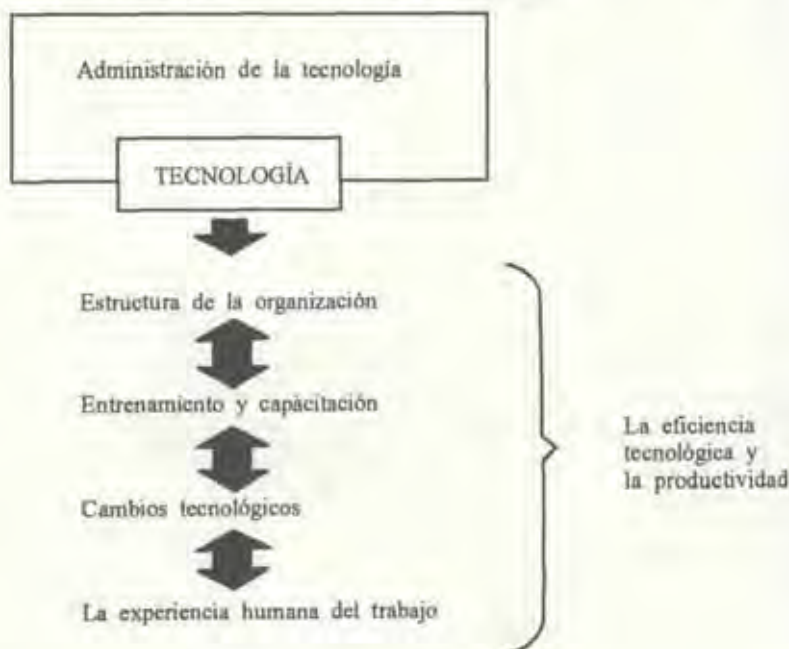 Administración de la tecnología
TECNOLOGÍA
Estructura de la organización
Entrenamiento y capàcitación
Cambios tecnológicos
La experiencia humana del trabajo
La eficiencia
tecnológica y
la productividad